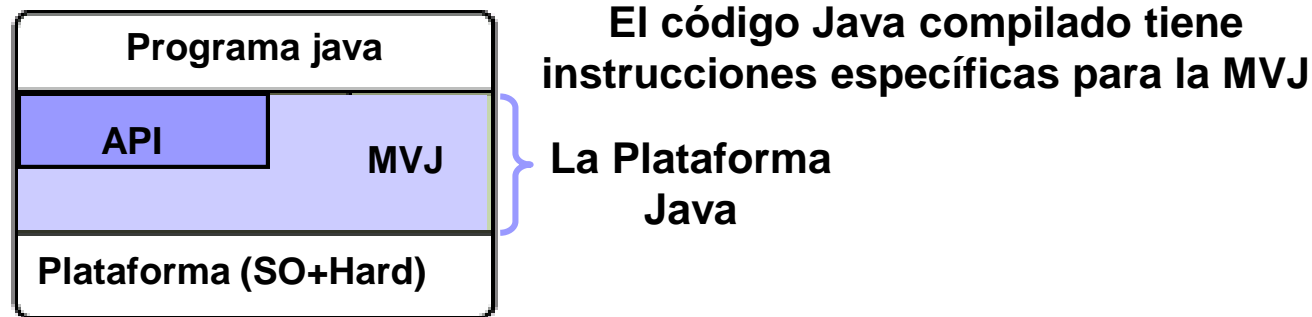 Programa java
API
MVJ
Plataforma (SO+Hard)
El código Java compilado tiene
instrucciones específicas para la MVJ
La Plataforma
Java